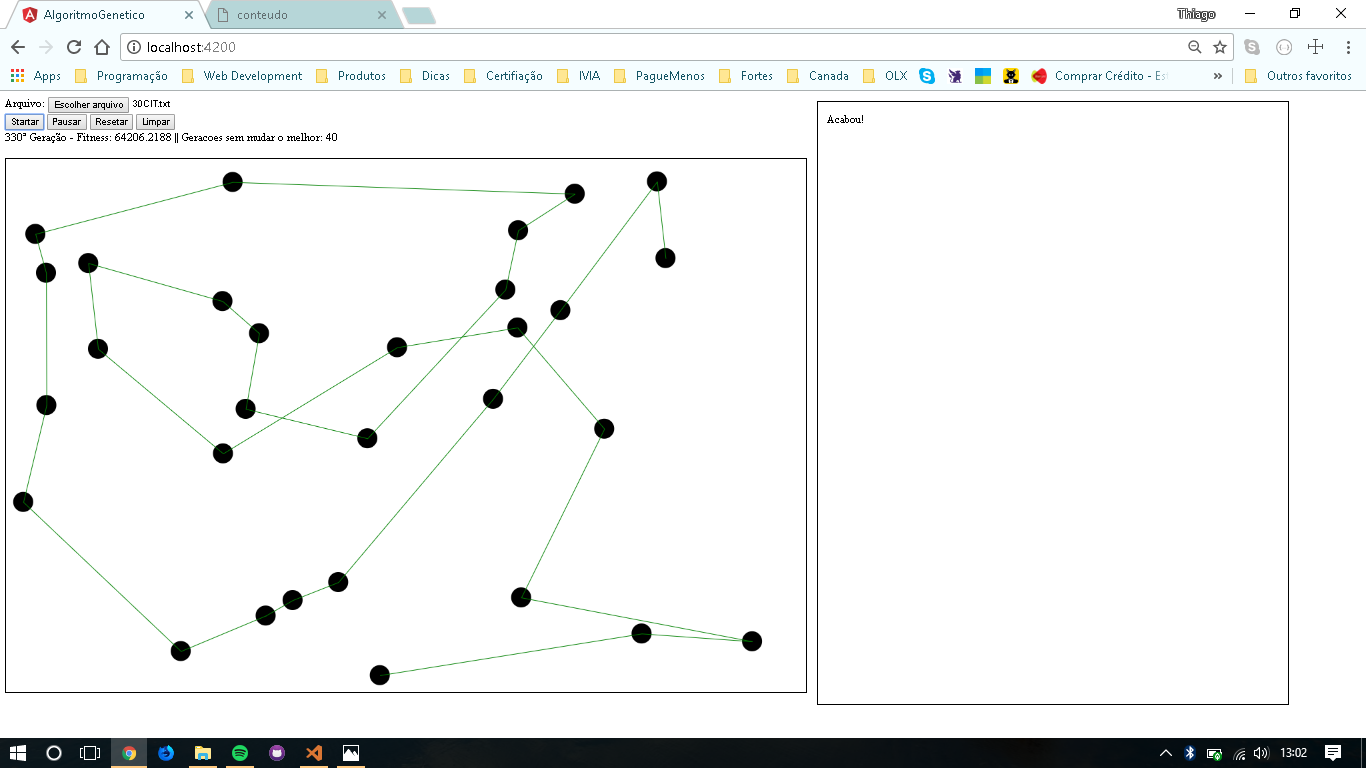 AlgoritmoGenetico conteudo Thiago
localhost:4200
Apps Programação Web Development Produtos Dicas Certifiação IVIA PagueMenos Fortes Canada OLX Comprar Crédito - Est » Outros favoritos
Arquivo: Escolher arquivo 30CIT.txt
Startar Pausar Resetar Limpar
330ª Geração - Fitness: 64206.2188 || Geracoes sem mudar o melhor: 40
Acabou!
13:02